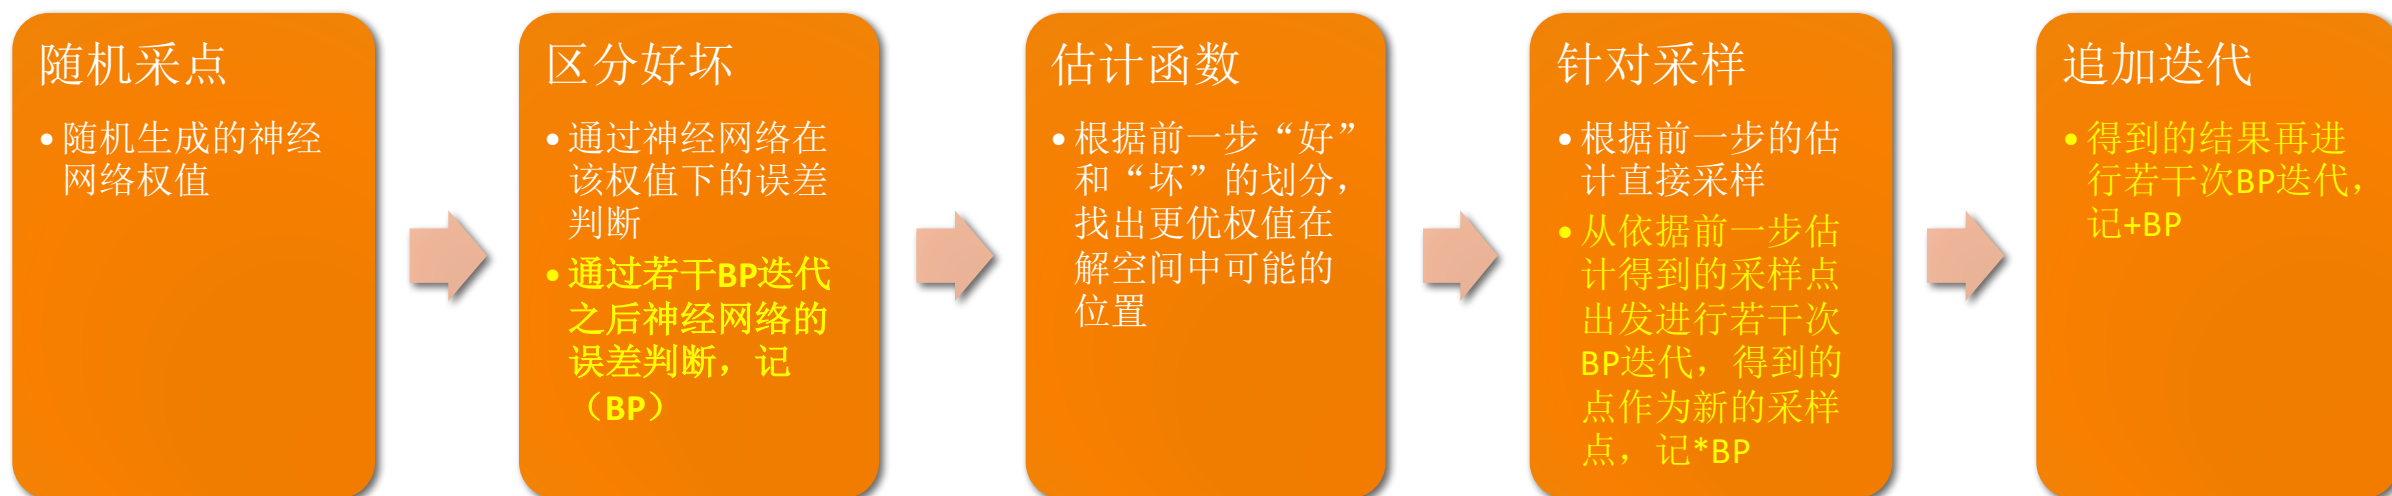 随机采点
•随机生成的神经
网络权值
区分好坏
•通过神经网络在
该权值下的误差
判断
•通过若干BP迭代
之后神经网络的
误差判断，记
（BP）
估计函数
•根据前一步“好”
和“坏”的划分，
找出更优权值在
解空间中可能的
位置
针对采样
•根据前一步的估
计直接采样
•从依据前一步估
计得到的采样点
出发进行若干次
BP迭代，得到的
点作为新的采样
点，记*BP
追加迭代
•得到的结果再进
行若干次BP迭代，
记+BP